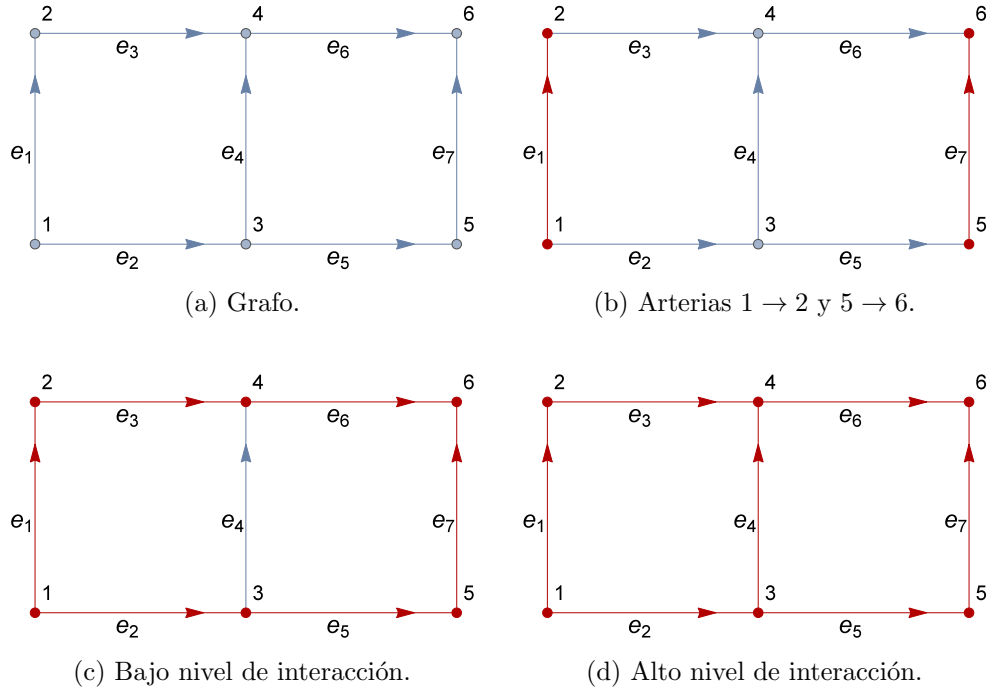 2 4 6
e3 e6
e1 e4 e7
1 3 5
e2 e5
(a) Grafo.
2 4 6
e3 e6
e1 e4 e7
1 3 5
e2 e5
(b) Arterias 1 → 2 y 5 → 6.
2 4 6
e3 e6
e1 e4 e7
1 3 5
e2 e5
(c) Bajo nivel de interacción.
2 4 6
e3 e6
e1 e4 e7
1 3 5
e2 e5
(d) Alto nivel de interacción.